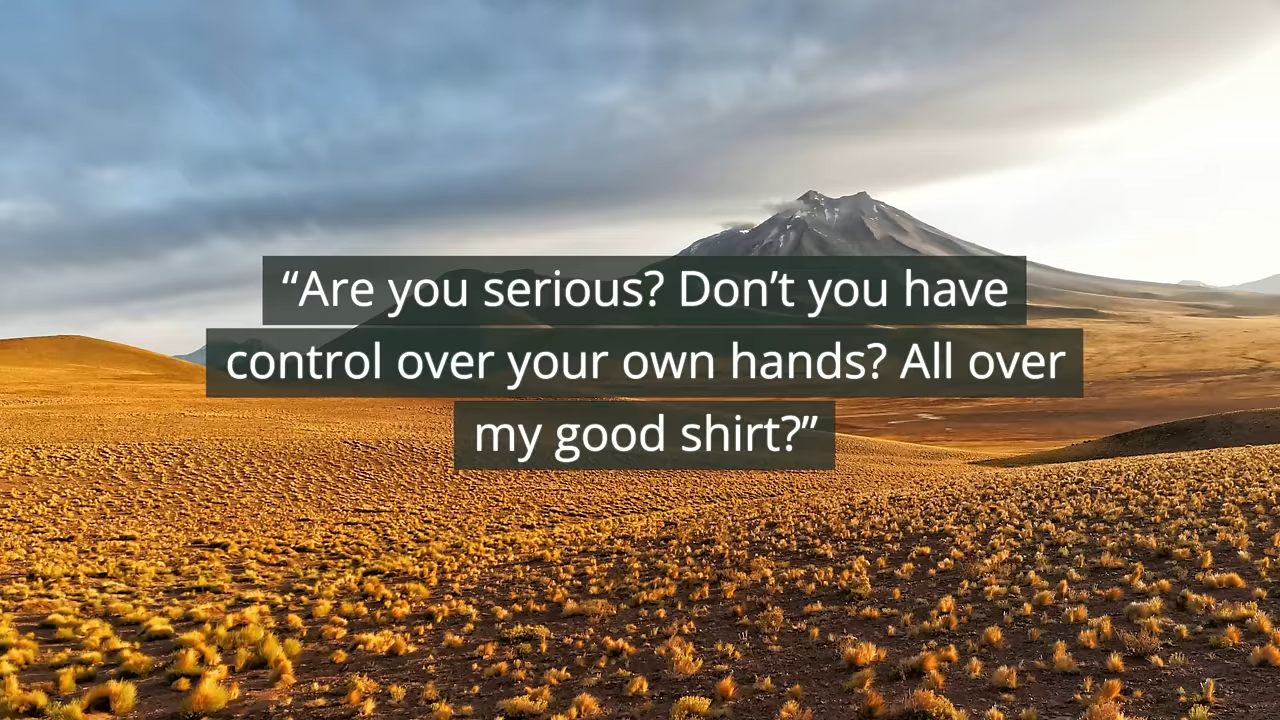 “Are you serious? Don’t you have
control over your own hands? All over
my good shirt?”